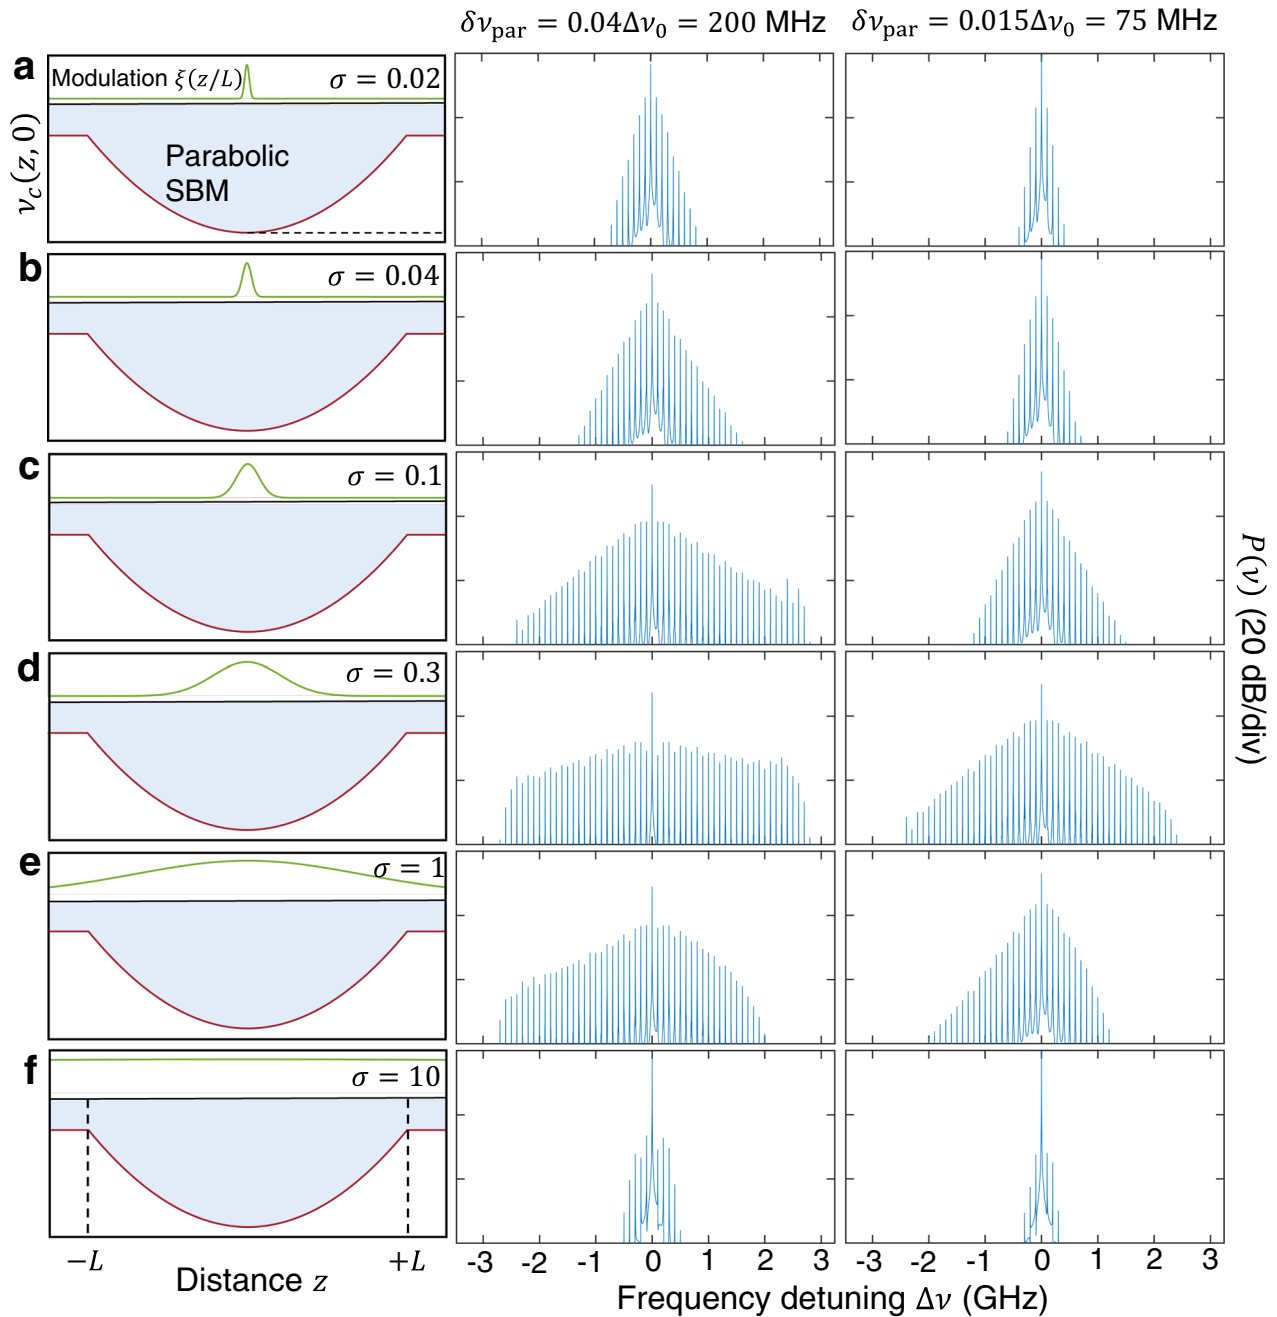 δν_par = 0.04Δν_0 = 200 MHz
δν_par = 0.015Δν_0 = 75 MHz
a
Modulation ξ(z/L)
σ = 0.02
Parabolic
SBM
ν_c(z, 0)
b
σ = 0.04
c
σ = 0.1
d
σ = 0.3
e
σ = 1
f
σ = 10
P(ν) (20 dB/div)
−L
+L
Distance z
-3 -2 -1 0 1 2 3
-3 -2 -1 0 1 2 3
Frequency detuning Δν (GHz)